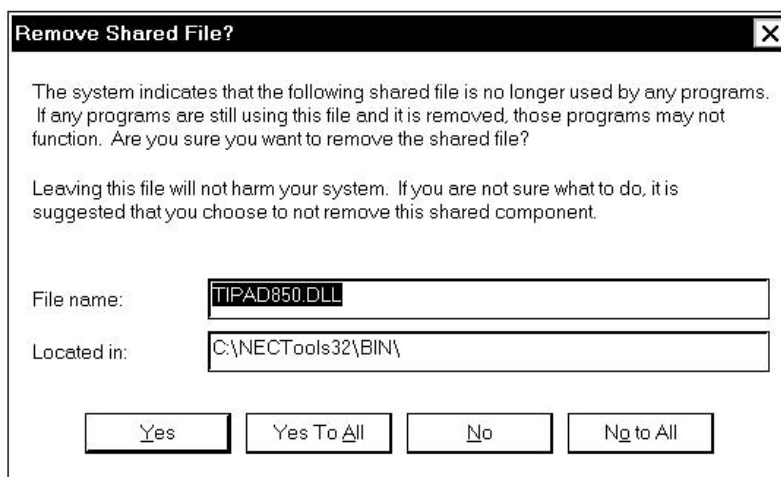 Remove Shared File?
The system indicates that the following shared file is no longer used by any programs.
If any programs are still using this file and it is removed, those programs may not
function. Are you sure you want to remove the shared file?
Leaving this file will not harm your system. If you are not sure what to do, it is
suggested that you choose to not remove this shared component.
File name: TIPAD850.DLL
Located in: C:\NECTools32\BIN\
Yes Yes To All No No to All